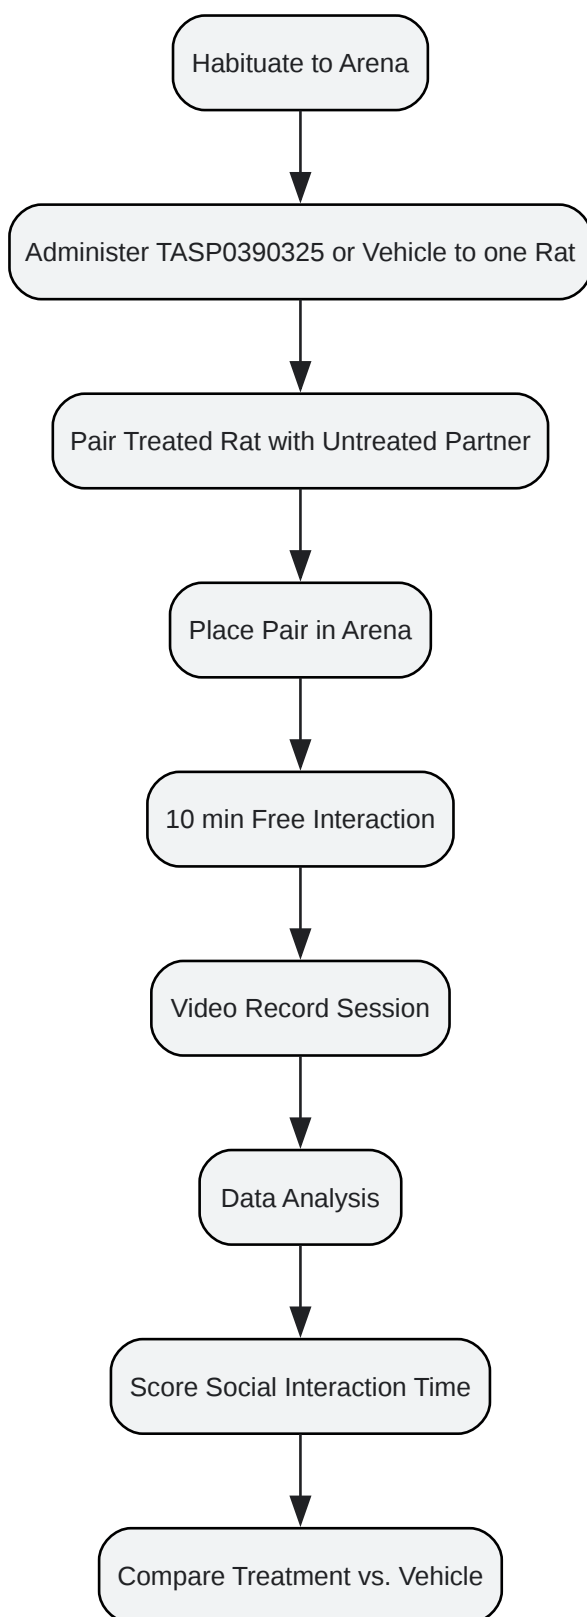 Habituate to Arena
Administer TASP0390325 or Vehicle to one Rat
Pair Treated Rat with Untreated Partner
Place Pair in Arena
10 min Free Interaction
Video Record Session
Data Analysis
Score Social Interaction Time
Compare Treatment vs. Vehicle